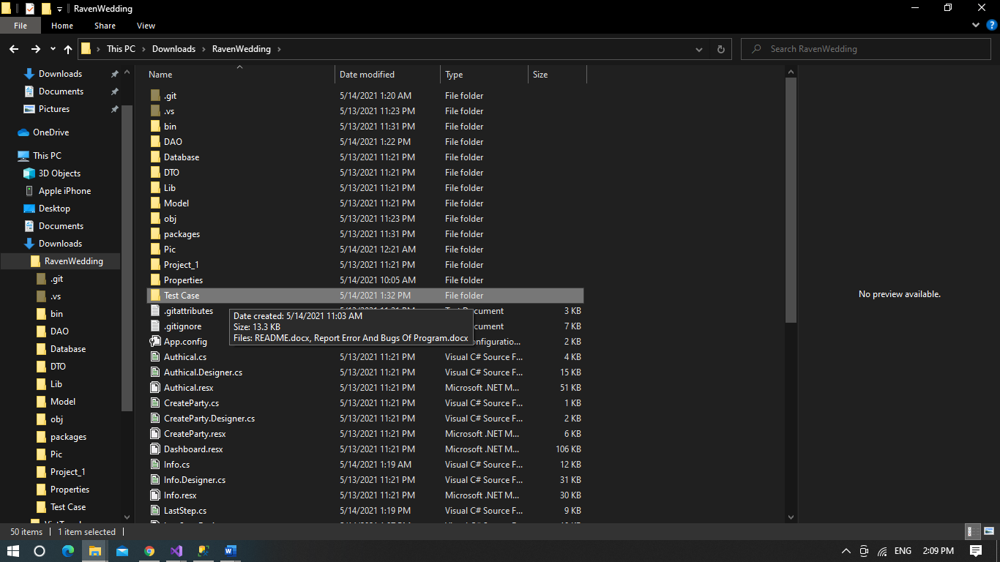 RavenWedding
File Home Share View
This PC Downloads RavenWedding
Search RavenWedding
Downloads
Documents
Pictures
OneDrive
This PC
3D Objects
Apple iPhone
Desktop
Documents
Downloads
RavenWedding
.git
.vs
bin
DAO
Database
DTO
Lib
Model
obj
packages
Pic
Project_1
Properties
Test Case
Name Date modified Type Size
.git 5/14/2021 1:20 AM File folder
.vs 5/13/2021 11:23 PM File folder
bin 5/13/2021 11:31 PM File folder
DAO 5/14/2021 1:22 PM File folder
Database 5/13/2021 11:21 PM File folder
DTO 5/13/2021 11:21 PM File folder
Lib 5/13/2021 11:21 PM File folder
Model 5/13/2021 11:21 PM File folder
obj 5/13/2021 11:23 PM File folder
packages 5/13/2021 11:31 PM File folder
Pic 5/14/2021 12:21 AM File folder
Project_1 5/13/2021 11:21 PM File folder
Properties 5/14/2021 10:05 AM File folder
Test Case 5/14/2021 1:32 PM File folder
.gitattributes Document 3 KB
Date created: 5/14/2021 11:03 AM
.gitignore ocument 7 KB
Size: 13.3 KB
App.config onfiguratio... 2 KB
Files: README.docx, Report Error And Bugs Of Program.docx
Authical.cs 5/13/2021 11:21 PM Visual C# Source F... 4 KB
Authical.Designer.cs 5/13/2021 11:21 PM Visual C# Source F... 15 KB
Authical.resx 5/13/2021 11:21 PM Microsoft .NET M... 51 KB
CreateParty.cs 5/13/2021 11:21 PM Visual C# Source F... 1 KB
CreateParty.Designer.cs 5/13/2021 11:21 PM Visual C# Source F... 2 KB
CreateParty.resx 5/13/2021 11:21 PM Microsoft .NET M... 6 KB
Dashboard.resx 5/13/2021 11:21 PM Microsoft .NET M... 106 KB
Info.cs 5/14/2021 1:19 AM Visual C# Source F... 12 KB
Info.Designer.cs 5/13/2021 11:21 PM Visual C# Source F... 31 KB
Info.resx 5/13/2021 11:21 PM Microsoft .NET M... 30 KB
LastStep.cs 5/14/2021 1:19 PM Visual C# Source F... 9 KB
No preview available.
50 items 1 item selected
ENG 2:09 PM